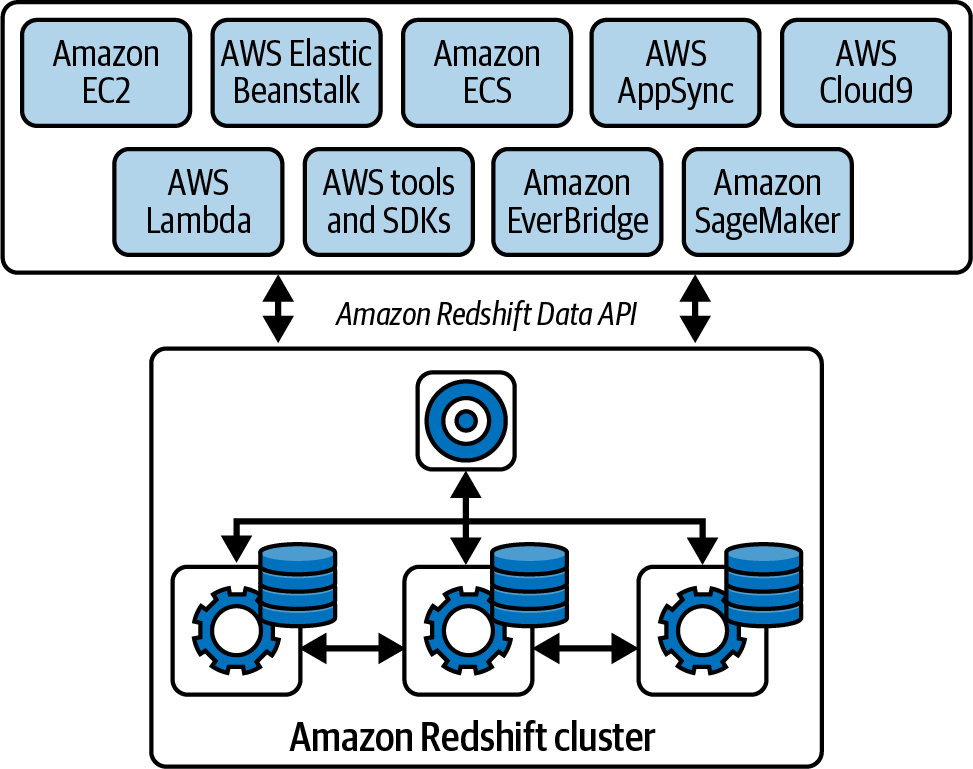 Amazon
EC2
AWS Elastic
Beanstalk
Amazon
ECS
AWS
AppSync
AWS
Cloud9
AWS
Lambda
AWS tools
and SDKs
Amazon
EverBridge
Amazon
SageMaker
Amazon Redshift Data API
Amazon Redshift cluster